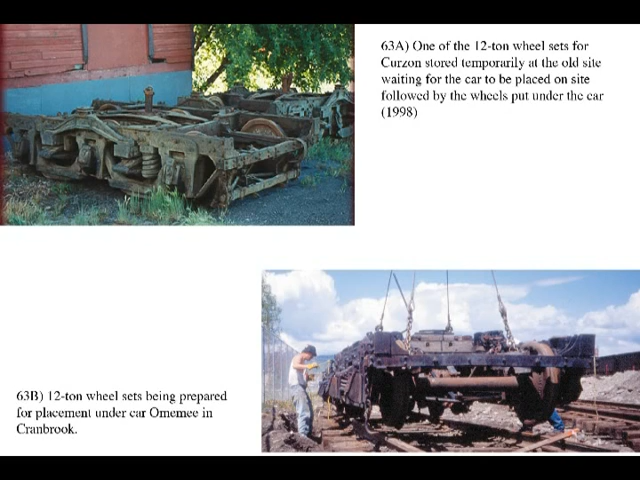 63A) One of the 12-ton wheel sets for
Curzon stored temporarily at the old site
waiting for the car to be placed on site
followed by the wheels put under the car
(1998)
63B) 12-ton wheel sets being prepared
for placement under car Omemee in
Cranbrook.